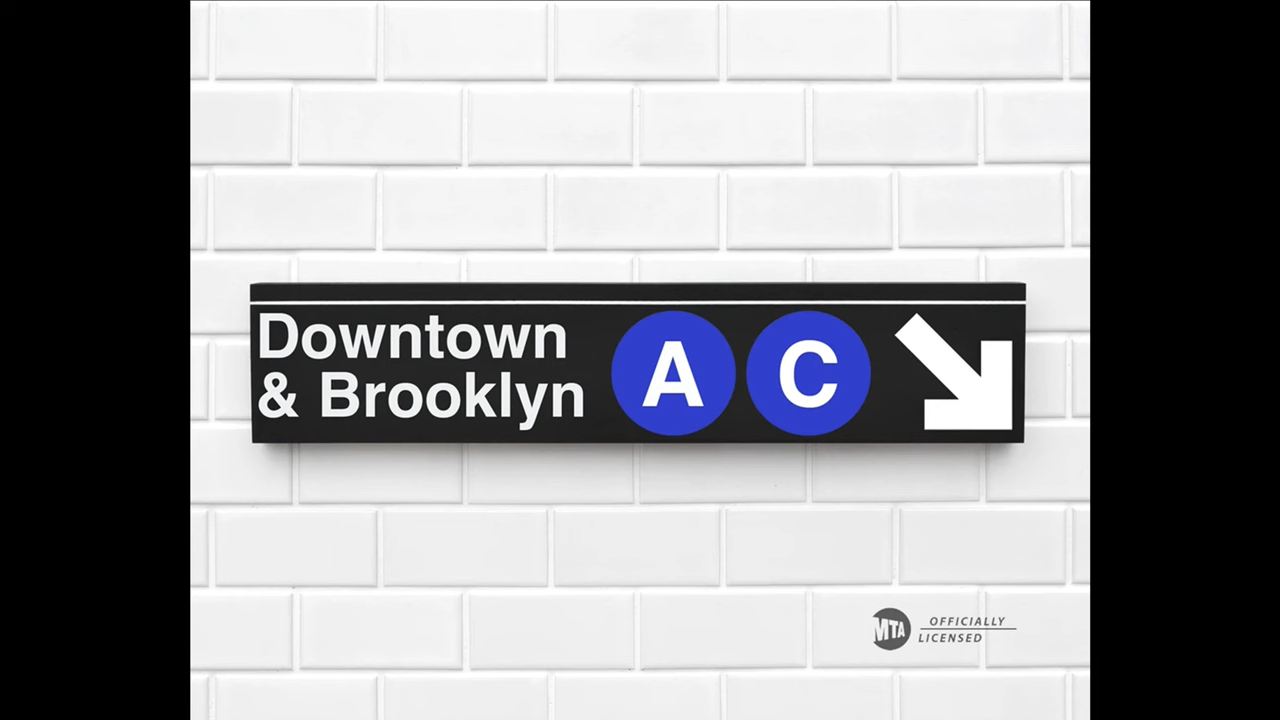 Downtown
& Brooklyn
A C
MTA
OFFICIALLY
LICENSED